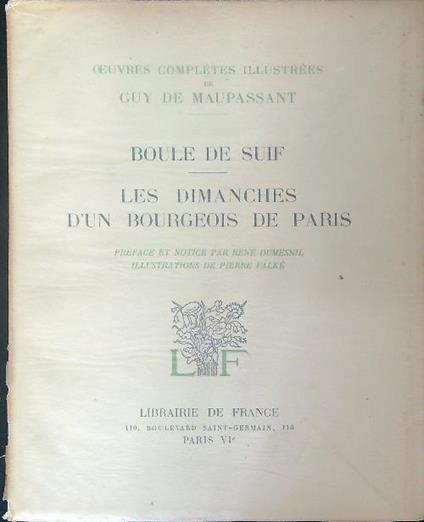 ŒUVRES COMPLÈTES ILLUSTRÉES
DE
GUY DE MAUPASSANT
BOULE DE SUIF
LES DIMANCHES
D'UN BOURGEOIS DE PARIS
PRÉFACE ET NOTICE PAR RENÉ DUMESNIL
ILLUSTRATIONS DE PIERRE FALKÉ
L F
LIBRAIRIE DE FRANCE
110, BOULEVARD SAINT-GERMAIN, 110
PARIS VIe